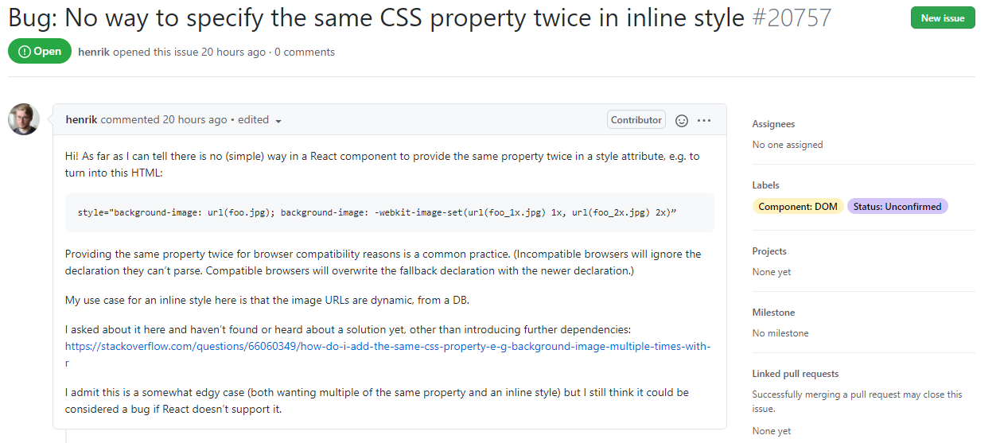 Bug: No way to specify the same CSS property twice in inline style #20757
New issue
Open
henrik opened this issue 20 hours ago · 0 comments
henrik commented 20 hours ago • edited
Contributor
Hi! As far as I can tell there is no (simple) way in a React component to provide the same property twice in a style attribute, e.g. to
turn into this HTML:
style="background-image: url(foo.jpg); background-image: -webkit-image-set(url(foo_1x.jpg) 1x, url(foo_2x.jpg) 2x)”
Providing the same property twice for browser compatibility reasons is a common practice. (Incompatible browsers will ignore the
declaration they can’t parse. Compatible browsers will overwrite the fallback declaration with the newer declaration.)
My use case for an inline style here is that the image URLs are dynamic, from a DB.
I asked about it here and haven’t found or heard about a solution yet, other than introducing further dependencies:
https://stackoverflow.com/questions/66060349/how-do-i-add-the-same-css-property-e-g-background-image-multiple-times-with-
r
I admit this is a somewhat edgy case (both wanting multiple of the same property and an inline style) but I still think it could be
considered a bug if React doesn’t support it.
Assignees
No one assigned
Labels
Component: DOM Status: Unconfirmed
Projects
None yet
Milestone
No milestone
Linked pull requests
Successfully merging a pull request may close this
issue.
None yet